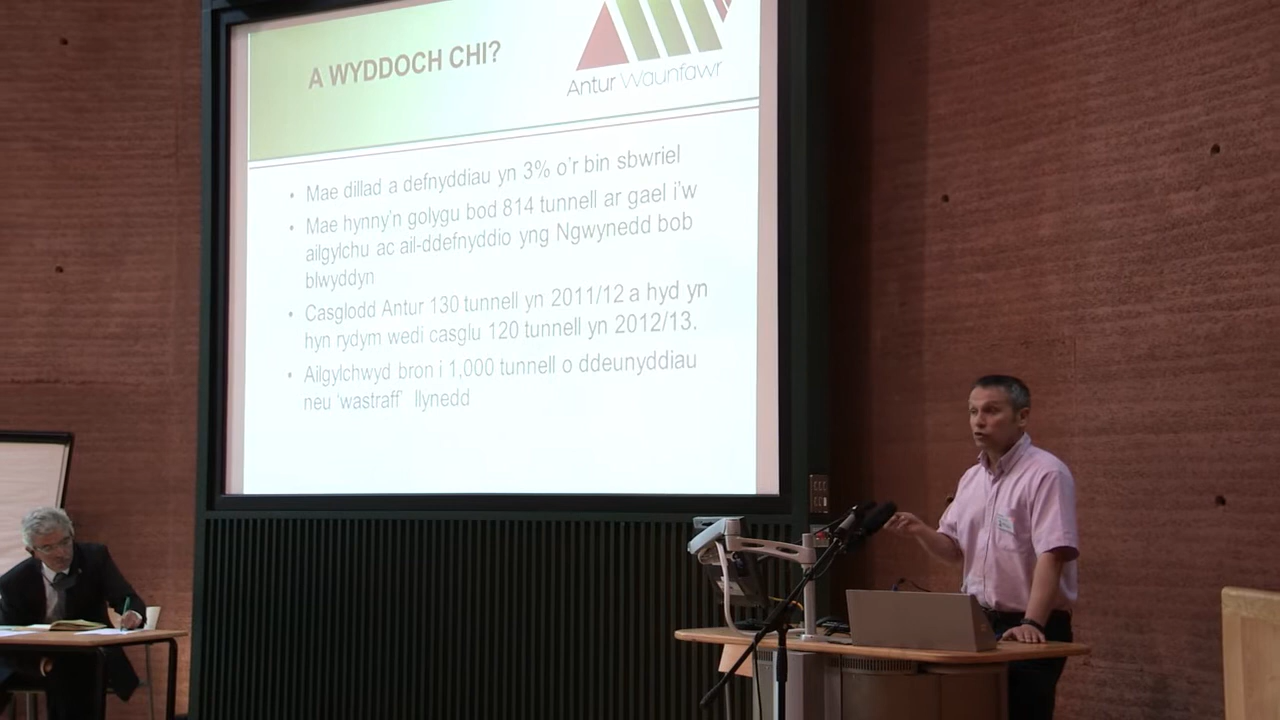 A WYDDOCH CHI?
Antur Waunfawr
• Mae dillad a defnyddiau yn 3% o'r bin sbwriel
• Mae hynny'n golygu bod 814 tunnell ar gael i'w
ailgylchu ac ail-ddefnyddio yng Ngwynedd bob
blwyddyn
• Casglodd Antur 130 tunnell yn 2011/12 a hyd yn
hyn rydym wedi casglu 120 tunnell yn 2012/13.
• Ailgylchwyd bron i 1,000 tunnell o ddeunyddiau
neu 'wastraff' llynedd